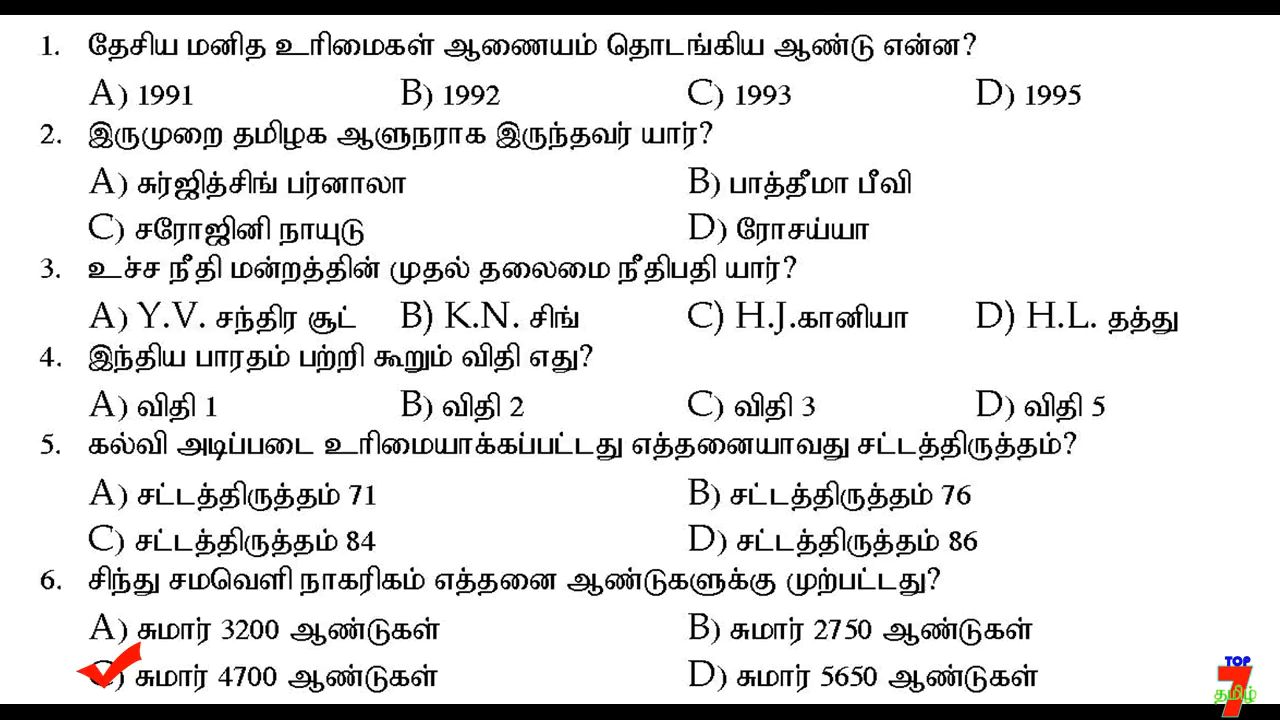 1. தேசிய மனித உரிமைகள் ஆணையம் தொடங்கிய ஆண்டு என்ன?
A) 1991 B) 1992 C) 1993 D) 1995
2. இருமுறை தமிழக ஆளுநராக இருந்தவர் யார்?
A) சுர்ஜித்சிங் பர்னாலா B) பாத்தீமா பீவி
C) சரோஜினி நாயுடு D) ரோசய்யா
3. உச்ச நீதி மன்றத்தின் முதல் தலைமை நீதிபதி யார்?
A) Y.V. சந்திர சூட் B) K.N. சிங் C) H.J.கானியா D) H.L. தத்து
4. இந்திய பாரதம் பற்றி கூறும் விதி எது?
A) விதி 1 B) விதி 2 C) விதி 3 D) விதி 5
5. கல்வி அடிப்படை உரிமையாக்கப்பட்டது எத்தனையாவது சட்டத்திருத்தம்?
A) சட்டத்திருத்தம் 71 B) சட்டத்திருத்தம் 76
C) சட்டத்திருத்தம் 84 D) சட்டத்திருத்தம் 86
6. சிந்து சமவெளி நாகரிகம் எத்தனை ஆண்டுகளுக்கு முற்பட்டது?
A) சுமார் 3200 ஆண்டுகள் B) சுமார் 2750 ஆண்டுகள்
C) சுமார் 4700 ஆண்டுகள் D) சுமார் 5650 ஆண்டுகள்
TOP
7
தமிழ்